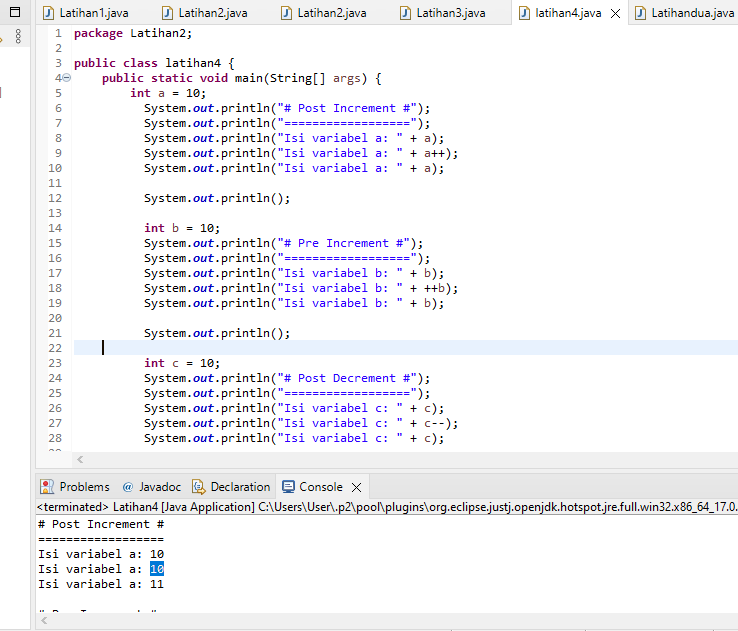 Latihan1.java Latihan2.java Latihan2.java Latihan3.java latihan4.java Latihandua.java
1 package Latihan2;
2
3 public class latihan4 {
4 public static void main(String[] args) {
5 int a = 10;
6 System.out.println("# Post Increment #");
7 System.out.println("==================");
8 System.out.println("Isi variabel a: " + a);
9 System.out.println("Isi variabel a: " + a++);
10 System.out.println("Isi variabel a: " + a);
11
12 System.out.println();
13
14 int b = 10;
15 System.out.println("# Pre Increment #");
16 System.out.println("==================");
17 System.out.println("Isi variabel b: " + b);
18 System.out.println("Isi variabel b: " + ++b);
19 System.out.println("Isi variabel b: " + b);
20
21 System.out.println();
22
23 int c = 10;
24 System.out.println("# Post Decrement #");
25 System.out.println("==================");
26 System.out.println("Isi variabel c: " + c);
27 System.out.println("Isi variabel c: " + c--);
28 System.out.println("Isi variabel c: " + c);
Problems @ Javadoc Declaration Console
<terminated> Latihan4 [Java Application] C:\Users\User\.p2\pool\plugins\org.eclipse.justj.openjdk.hotspot.jre.full.win32.x86_64_17.0.
# Post Increment #
==================
Isi variabel a: 10
Isi variabel a: 10
Isi variabel a: 11